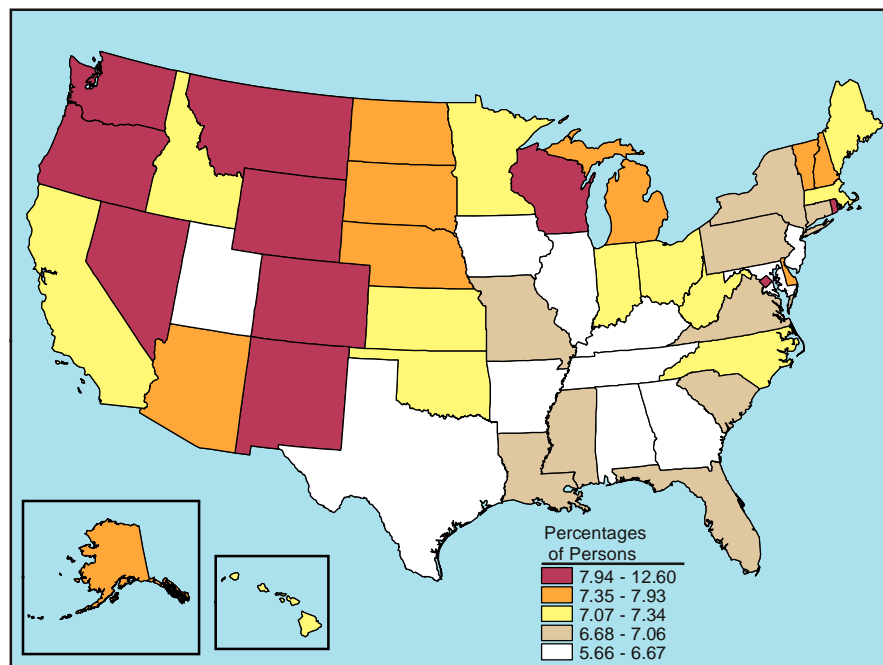 Percentages
of Persons
7.94 - 12.60
7.35 - 7.93
7.07 - 7.34
6.68 - 7.06
5.66 - 6.67